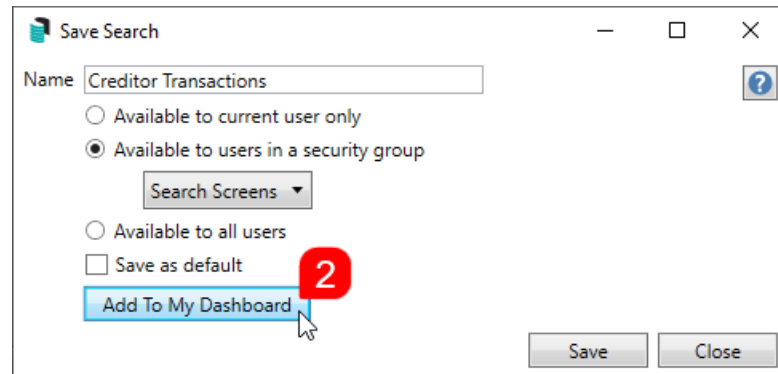 Save Search
Name Creditor Transactions
?
Available to current user only
Available to users in a security group
Search Screens
Available to all users
Save as default
2
Add To My Dashboard
Save Close